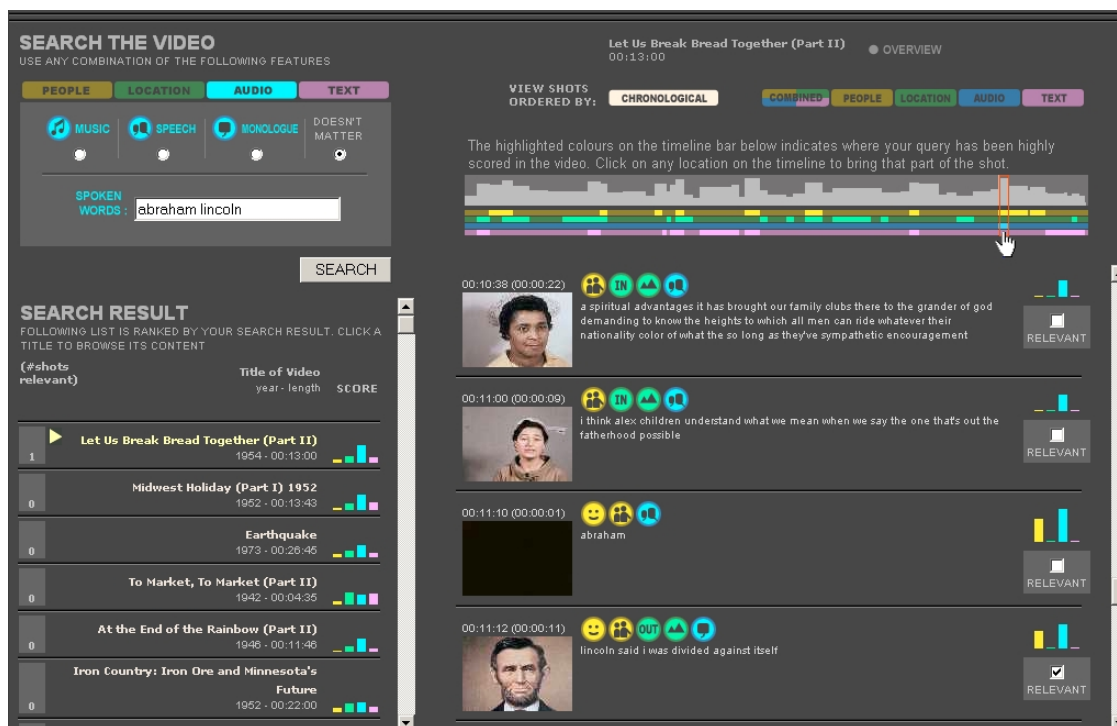 SEARCH THE VIDEO
USE ANY COMBINATION OF THE FOLLOWING FEATURES
PEOPLE LOCATION AUDIO TEXT
MUSIC SPEECH MONOLOGUE DOESN'T MATTER
SPOKEN WORDS : abraham lincoln
SEARCH
SEARCH RESULT
FOLLOWING LIST IS RANKED BY YOUR SEARCH RESULT. CLICK A
TITLE TO BROWSE ITS CONTENT
(#shots relevant) Title of Video
year - length SCORE
Let Us Break Bread Together (Part II)
1 1954 - 00:13:00
Midwest Holiday (Part I) 1952
0 1952 - 00:13:43
Earthquake
0 1973 - 00:26:45
To Market, To Market (Part II)
0 1942 - 00:04:35
At the End of the Rainbow (Part II)
0 1946 - 00:11:46
Iron Country: Iron Ore and Minnesota's
Future
0 1952 - 00:22:00
Let Us Break Bread Together (Part II)
00:13:00
OVERVIEW
VIEW SHOTS
ORDERED BY: CHRONOLOGICAL COMBINED PEOPLE LOCATION AUDIO TEXT
The highlighted colours on the timeline bar below indicates where your query has been highly
scored in the video. Click on any location on the timeline to bring that part of the shot.
00:10:38 (00:00:22) IN
a spiritual advantages it has brought our family clubs there to the grander of god
demanding to know the heights to which all men can ride whatever their
nationality color of what the so long as they've sympathetic encouragement
RELEVANT
00:11:00 (00:00:09) IN
i think alex children understand what we mean when we say the one that's out the
fatherhood possible
RELEVANT
00:11:10 (00:00:01)
abraham
RELEVANT
00:11:12 (00:00:11) OUT
lincoln said i was divided against itself
RELEVANT